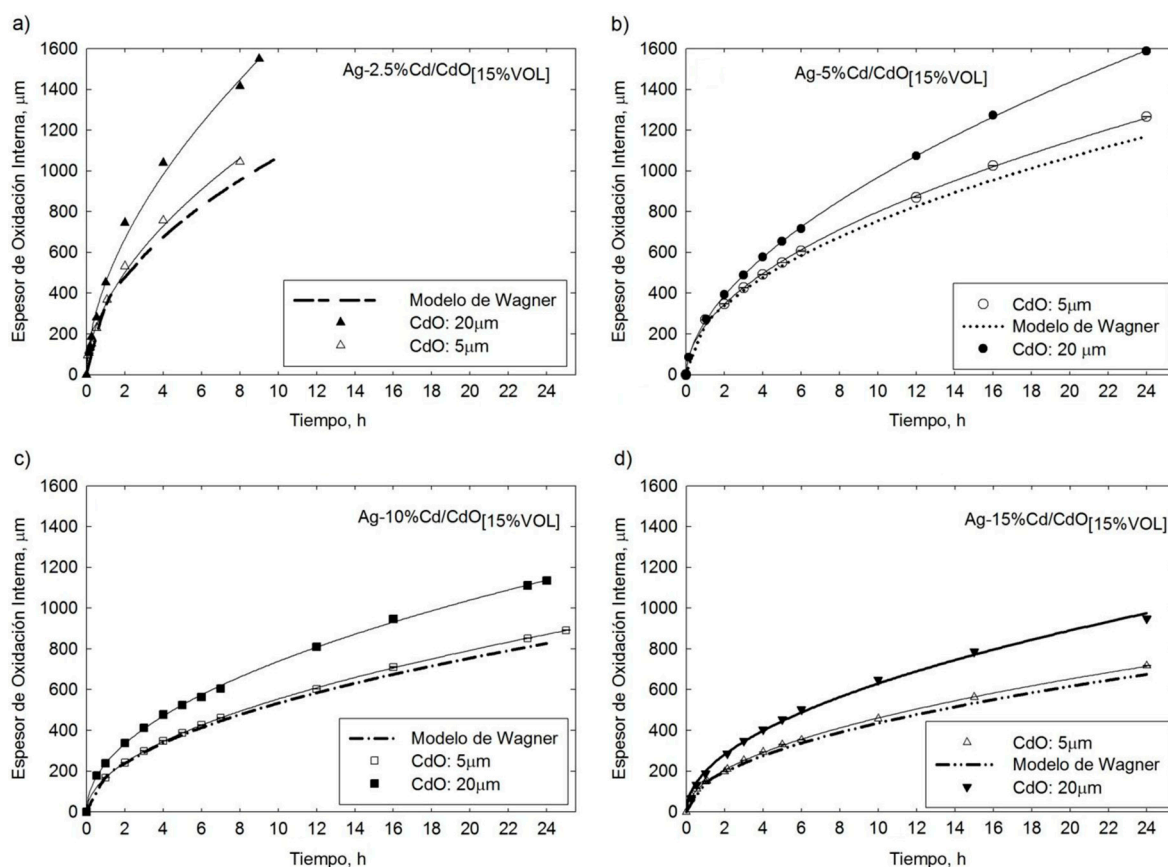 a)
Ag-2.5%Cd/CdO[15%VOL]
Espesor de Oxidación Interna, μm
1600
1400
1200
1000
800
600
400
200
0
Modelo de Wagner
CdO: 20μm
CdO: 5μm
0 2 4 6 8 10 12 14 16 18 20 22 24
Tiempo, h
b)
Ag-5%Cd/CdO[15%VOL]
Espesor de Oxidación Interna, μm
1600
1400
1200
1000
800
600
400
200
0
CdO: 5μm
Modelo de Wagner
CdO: 20 μm
0 2 4 6 8 10 12 14 16 18 20 22 24
Tiempo, h
c)
Ag-10%Cd/CdO[15%VOL]
Espesor de Oxidación Interna, μm
1600
1400
1200
1000
800
600
400
200
0
Modelo de Wagner
CdO: 5μm
CdO: 20μm
0 2 4 6 8 10 12 14 16 18 20 22 24
Tiempo, h
d)
Ag-15%Cd/CdO[15%VOL]
Espesor de Oxidación Interna, μm
1600
1400
1200
1000
800
600
400
200
0
CdO: 5μm
Modelo de Wagner
CdO: 20μm
0 2 4 6 8 10 12 14 16 18 20 22 24
Tiempo, h